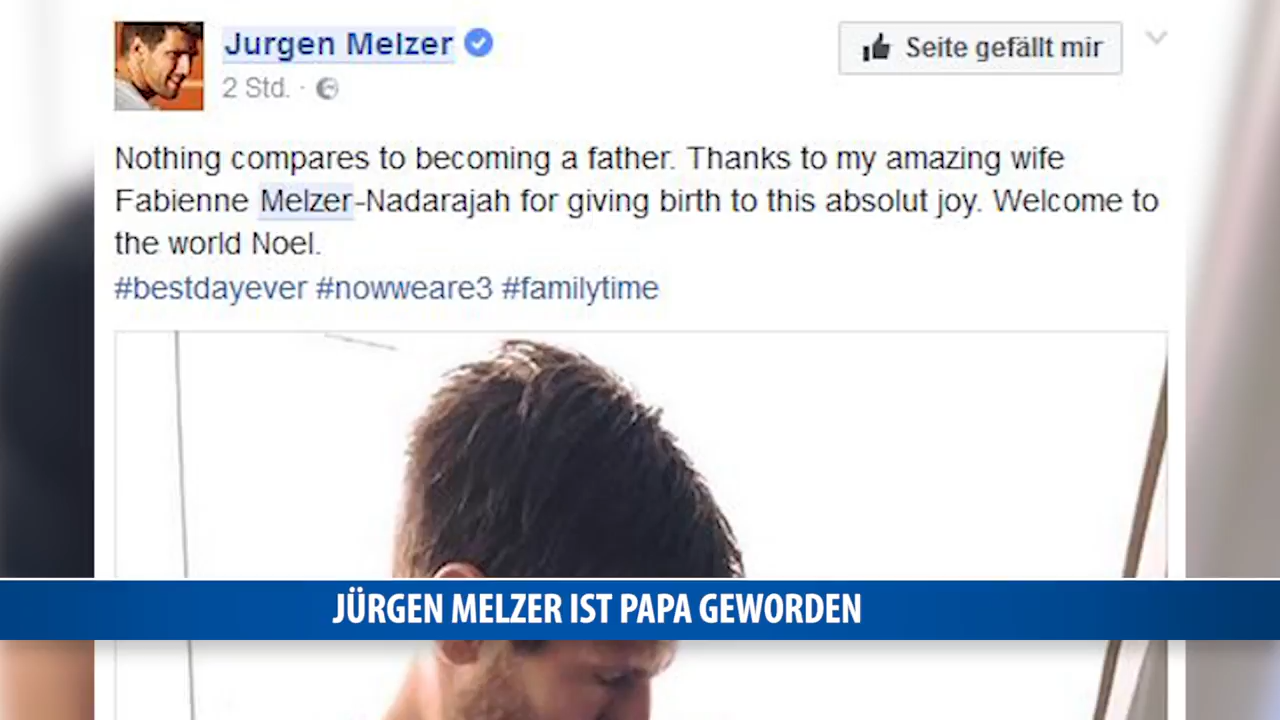 Jurgen Melzer
Seite gefällt mir
2 Std. ·
Nothing compares to becoming a father. Thanks to my amazing wife
Fabienne Melzer-Nadarajah for giving birth to this absolut joy. Welcome to
the world Noel.
#bestdayever #nowweare3 #familytime
JÜRGEN MELZER IST PAPA GEWORDEN